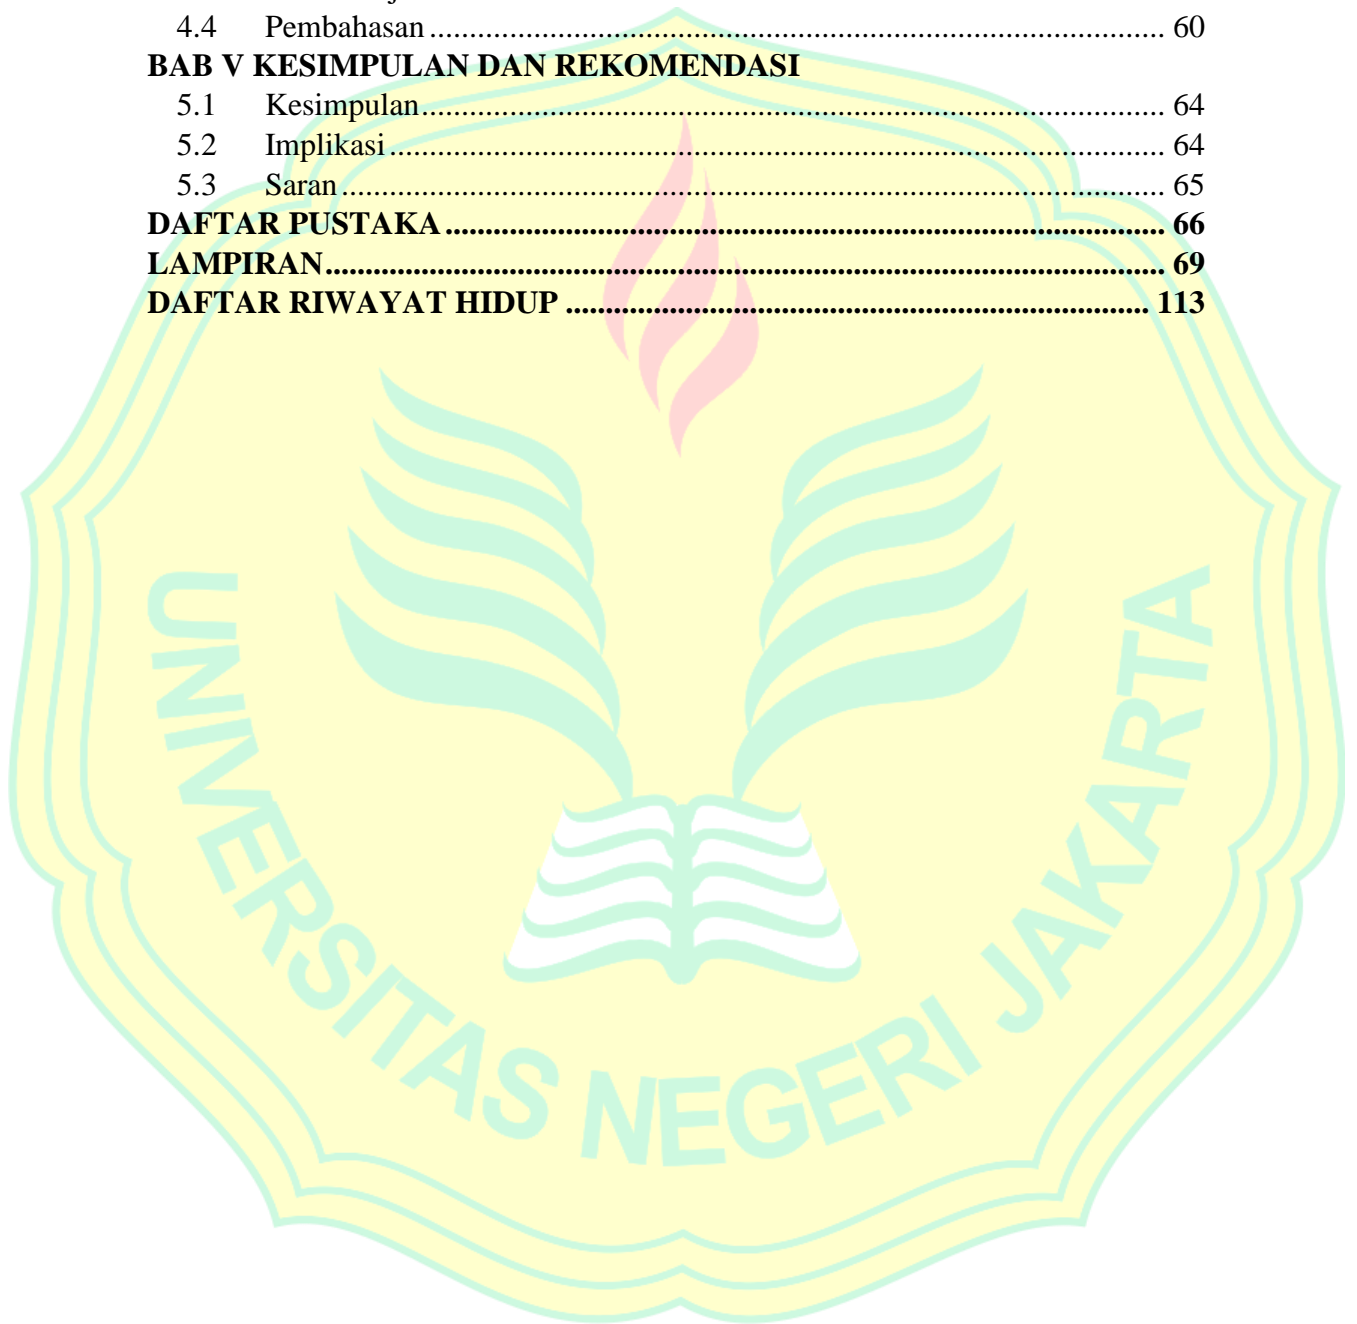 4.4 Pembahasan ........................................................................................... 60
BAB V KESIMPULAN DAN REKOMENDASI
5.1 Kesimpulan ............................................................................................ 64
5.2 Implikasi ................................................................................................ 64
5.3 Saran ...................................................................................................... 65
DAFTAR PUSTAKA .......................................................................................... 66
LAMPIRAN ......................................................................................................... 69
DAFTAR RIWAYAT HIDUP ......................................................................... 113
UNIVERSITAS NEGERI JAKARTA